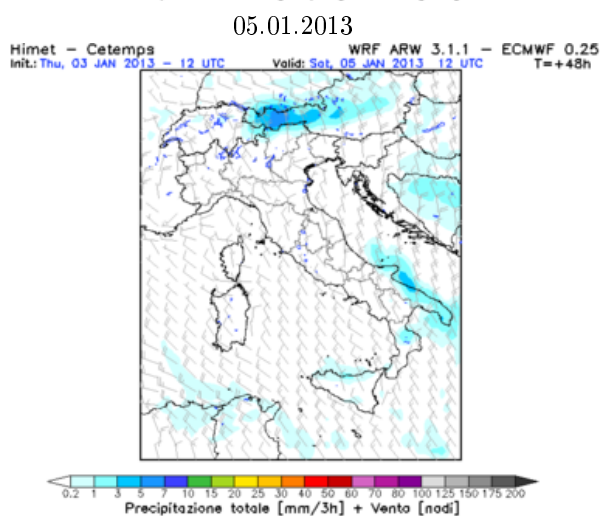 05.01.2013
Himet – Cetemps WRF ARW 3.1.1 – ECMWF 0.25
Init.: Thu, 03 JAN 2013 – 12 UTC Valid: Sat, 05 JAN 2013 12 UTC T=+48h
0.2 1 3 5 7 10 15 20 25 30 40 50 60 70 80 100 125 150 175 200
Precipitazione totale [mm/3h] + Vento [nodi]